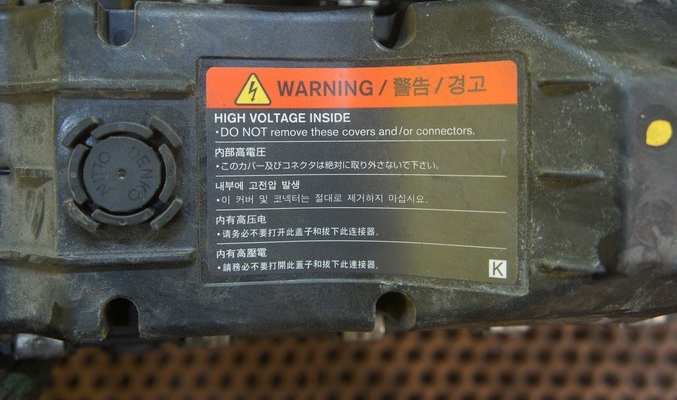 WARNING / 警告 / 경고
HIGH VOLTAGE INSIDE
・DO NOT remove these covers and/or connectors.
内部高電圧
・このカバー及びコネクタは絶対に取り外さないで下さい。
내부에 고전압 발생
・이 커버 및 코넥터는 절대로 제거하지 마십시요.
内有高压电
・请务必不要打开此盖子和拔下此连接器。
内有高壓電
・請務必不要打開此蓋子和拔下此連接器。
K
NITTO
DENKO